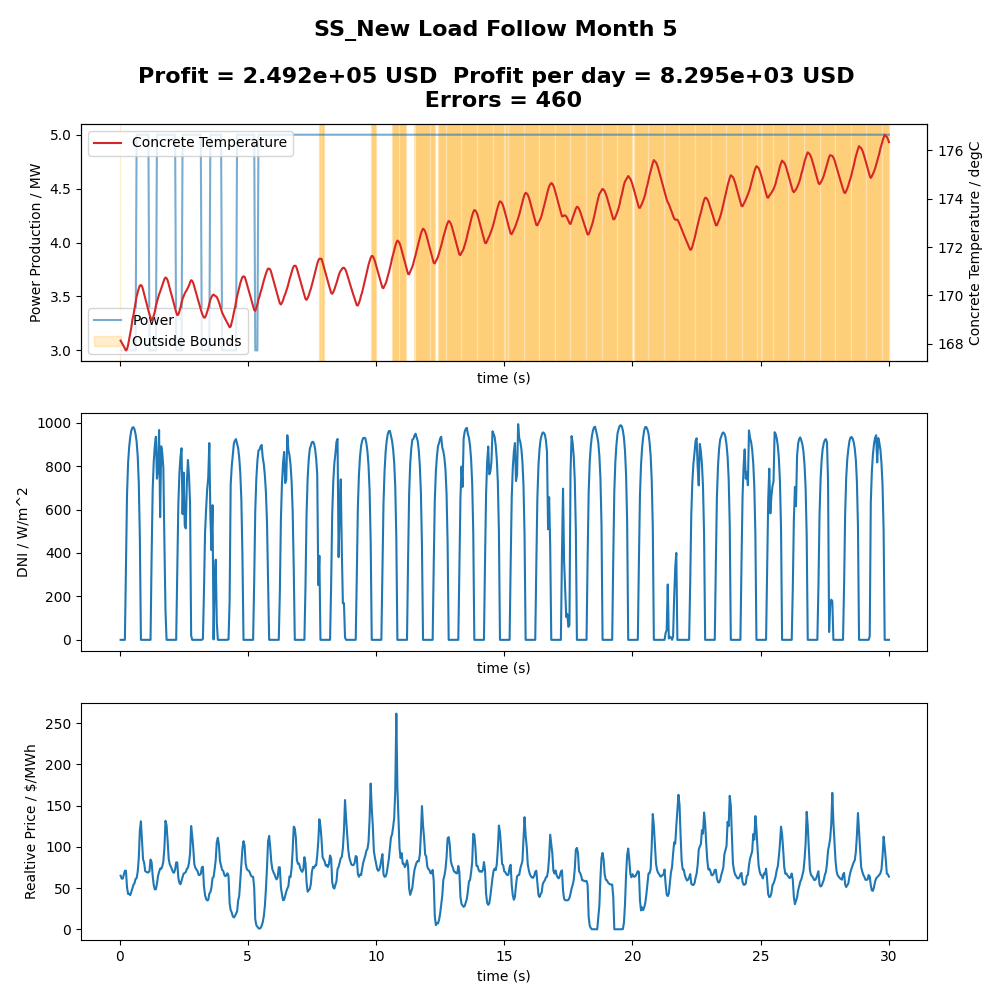 SS_New Load Follow Month 5
Profit = 2.492e+05 USD  Profit per day = 8.295e+03 USD
Errors = 460
5.0
4.5
4.0
3.5
3.0
Power Production / MW
Concrete Temperature
Power
Outside Bounds
176
174
172
170
168
Concrete Temperature / degC
time (s)
1000
800
600
400
200
0
DNI / W/m^2
time (s)
250
200
150
100
50
0
Realtive Price / $/MWh
0
5
10
15
20
25
30
time (s)